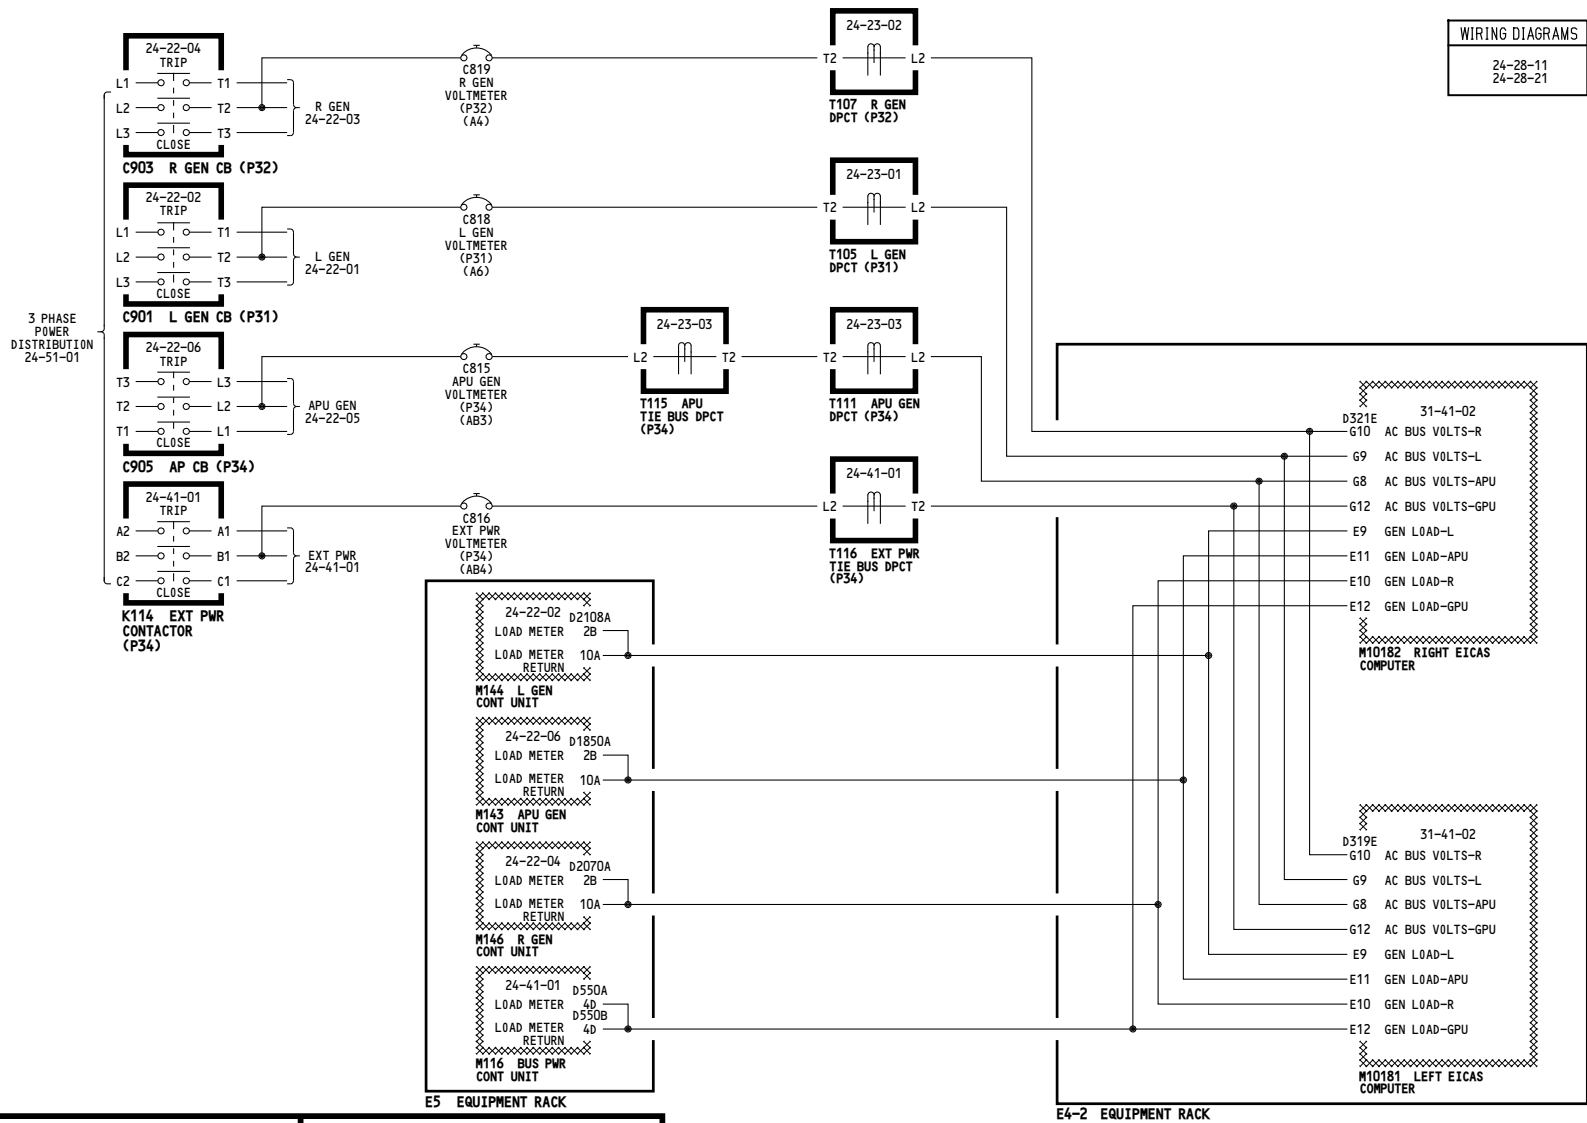 WIRING DIAGRAMS
24-28-11
24-28-21
3 PHASE
POWER
DISTRIBUTION
24-51-01
24-22-04
TRIP
L1
T1
L2
T2
L3
T3
CLOSE
C903 R GEN CB (P32)
R GEN
24-22-03
C819
R GEN
VOLTMETER
(P32)
(A4)
24-23-02
T2
L2
T107 R GEN
DPCT (P32)
24-22-02
TRIP
L1
T1
L2
T2
L3
T3
CLOSE
C901 L GEN CB (P31)
L GEN
24-22-01
C818
L GEN
VOLTMETER
(P31)
(A6)
24-23-01
T2
L2
T105 L GEN
DPCT (P31)
24-22-06
TRIP
T3
L3
T2
L2
T1
L1
CLOSE
C905 AP CB (P34)
APU GEN
24-22-05
C815
APU GEN
VOLTMETER
(P34)
(AB3)
24-23-03
L2
T2
T115 APU
TIE BUS DPCT
(P34)
24-23-03
T2
L2
T111 APU GEN
DPCT (P34)
24-41-01
TRIP
A2
A1
B2
B1
C2
C1
CLOSE
K114 EXT PWR
CONTACTOR
(P34)
EXT PWR
24-41-01
C816
EXT PWR
VOLTMETER
(P34)
(AB4)
24-41-01
L2
T2
T116 EXT PWR
TIE BUS DPCT
(P34)
24-22-02
D2108A
LOAD METER 2B
LOAD METER 10A
RETURN
M144 L GEN
CONT UNIT
24-22-06
D1850A
LOAD METER 2B
LOAD METER 10A
RETURN
M143 APU GEN
CONT UNIT
24-22-04
D2070A
LOAD METER 2B
LOAD METER 10A
RETURN
M146 R GEN
CONT UNIT
24-41-01
D550A
LOAD METER 4D
D550B
LOAD METER 4D
RETURN
M116 BUS PWR
CONT UNIT
E5 EQUIPMENT RACK
31-41-02
D321E
G10 AC BUS VOLTS-R
G9 AC BUS VOLTS-L
G8 AC BUS VOLTS-APU
G12 AC BUS VOLTS-GPU
E9 GEN LOAD-L
E11 GEN LOAD-APU
E10 GEN LOAD-R
E12 GEN LOAD-GPU
M10182 RIGHT EICAS
COMPUTER
31-41-02
D319E
G10 AC BUS VOLTS-R
G9 AC BUS VOLTS-L
G8 AC BUS VOLTS-APU
G12 AC BUS VOLTS-GPU
E9 GEN LOAD-L
E11 GEN LOAD-APU
E10 GEN LOAD-R
E12 GEN LOAD-GPU
M10181 LEFT EICAS
COMPUTER
E4-2 EQUIPMENT RACK